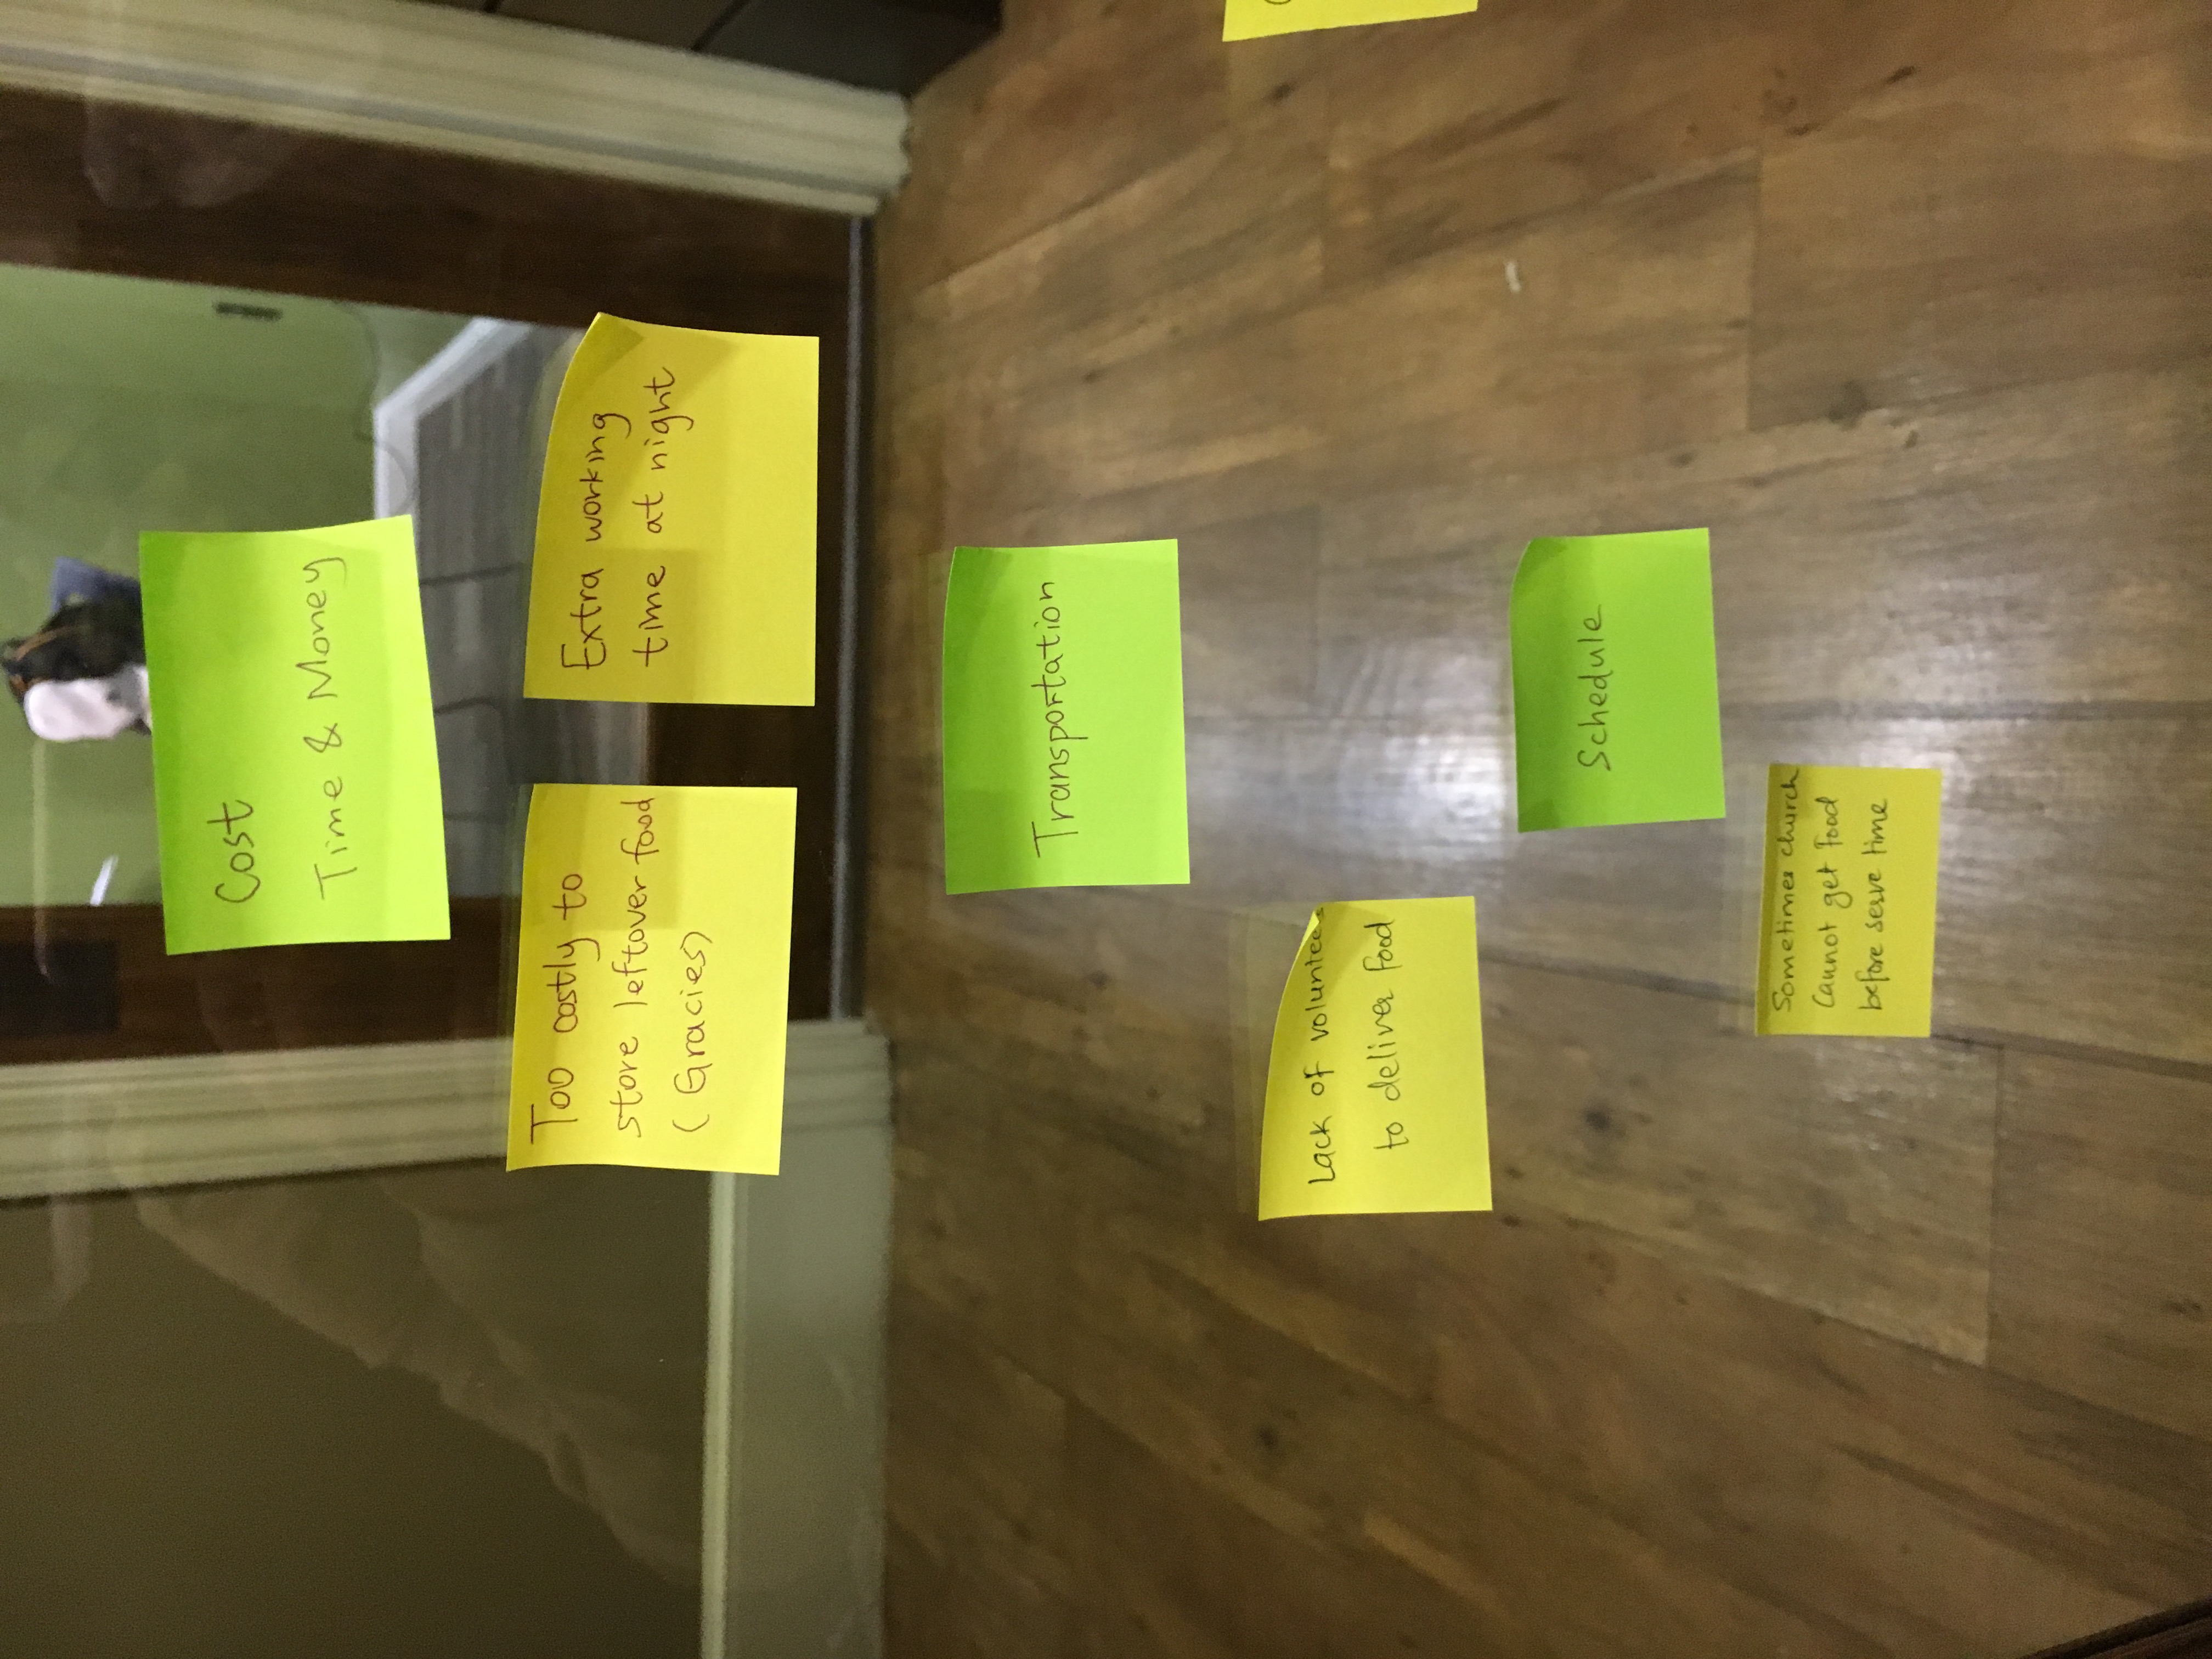 Cost
Time & Money
Too costly to
store leftover food
(Gracies)
Extra working
time at night
Transportation
Lack of volunteers
to deliver food
Schedule
Sometimes church
Cannot get food
before serve time